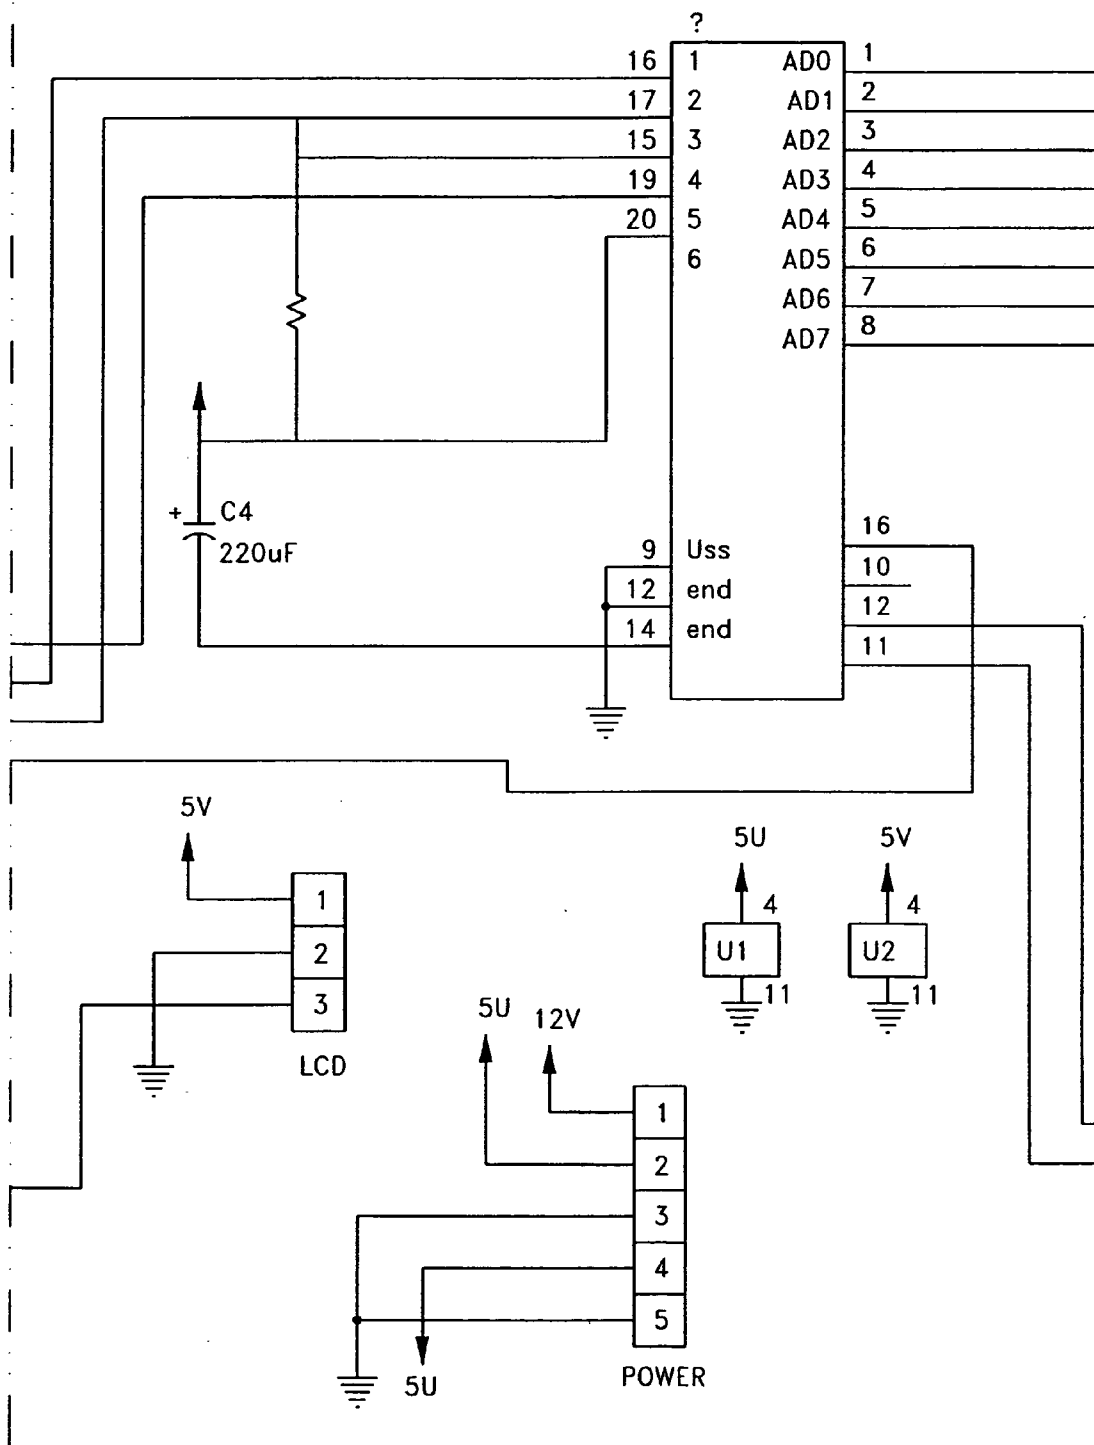 ?
16 1 AD0 1
17 2 AD1 2
15 3 AD2 3
19 4 AD3 4
20 5 AD4 5
6 AD5 6
AD6 7
AD7 8
+ C4
220uF
16
9 Uss
10
12 end
12
14 end
11
5V
5U
5V
1
4
4
2
U1
U2
3
11
11
5U
12V
LCD
1
2
3
4
5
5U
POWER